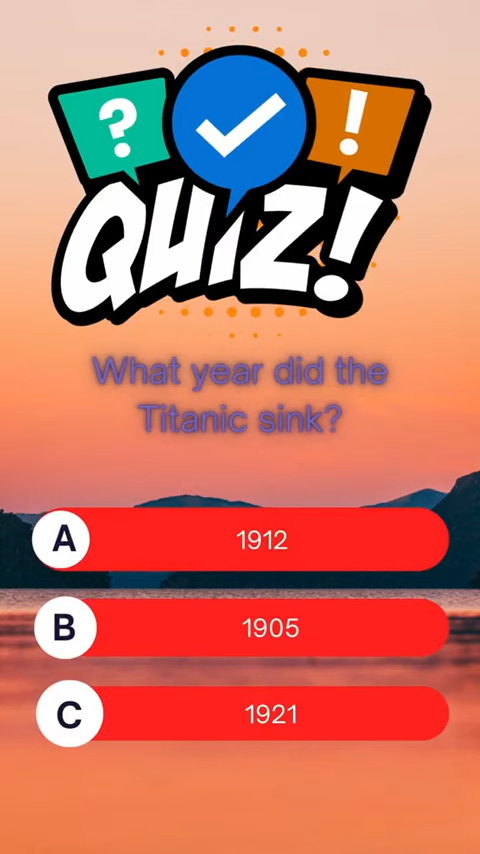 ?
!
QUIZ!
What year did the
Titanic sink?
A 1912
B 1905
C 1921